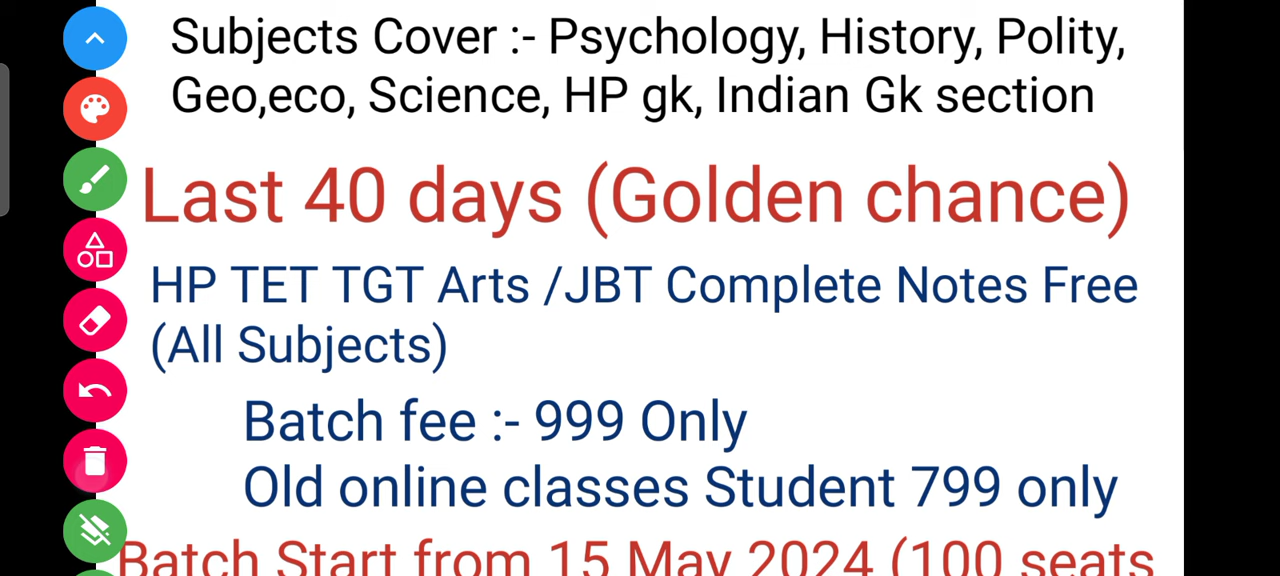 Subjects Cover :- Psychology, History, Polity,
Geo,eco, Science, HP gk, Indian Gk section
Last 40 days (Golden chance)
HP TET TGT Arts /JBT Complete Notes Free
(All Subjects)
Batch fee :- 999 Only
Old online classes Student 799 only
Batch Start from 15 May 2024 (100 seats